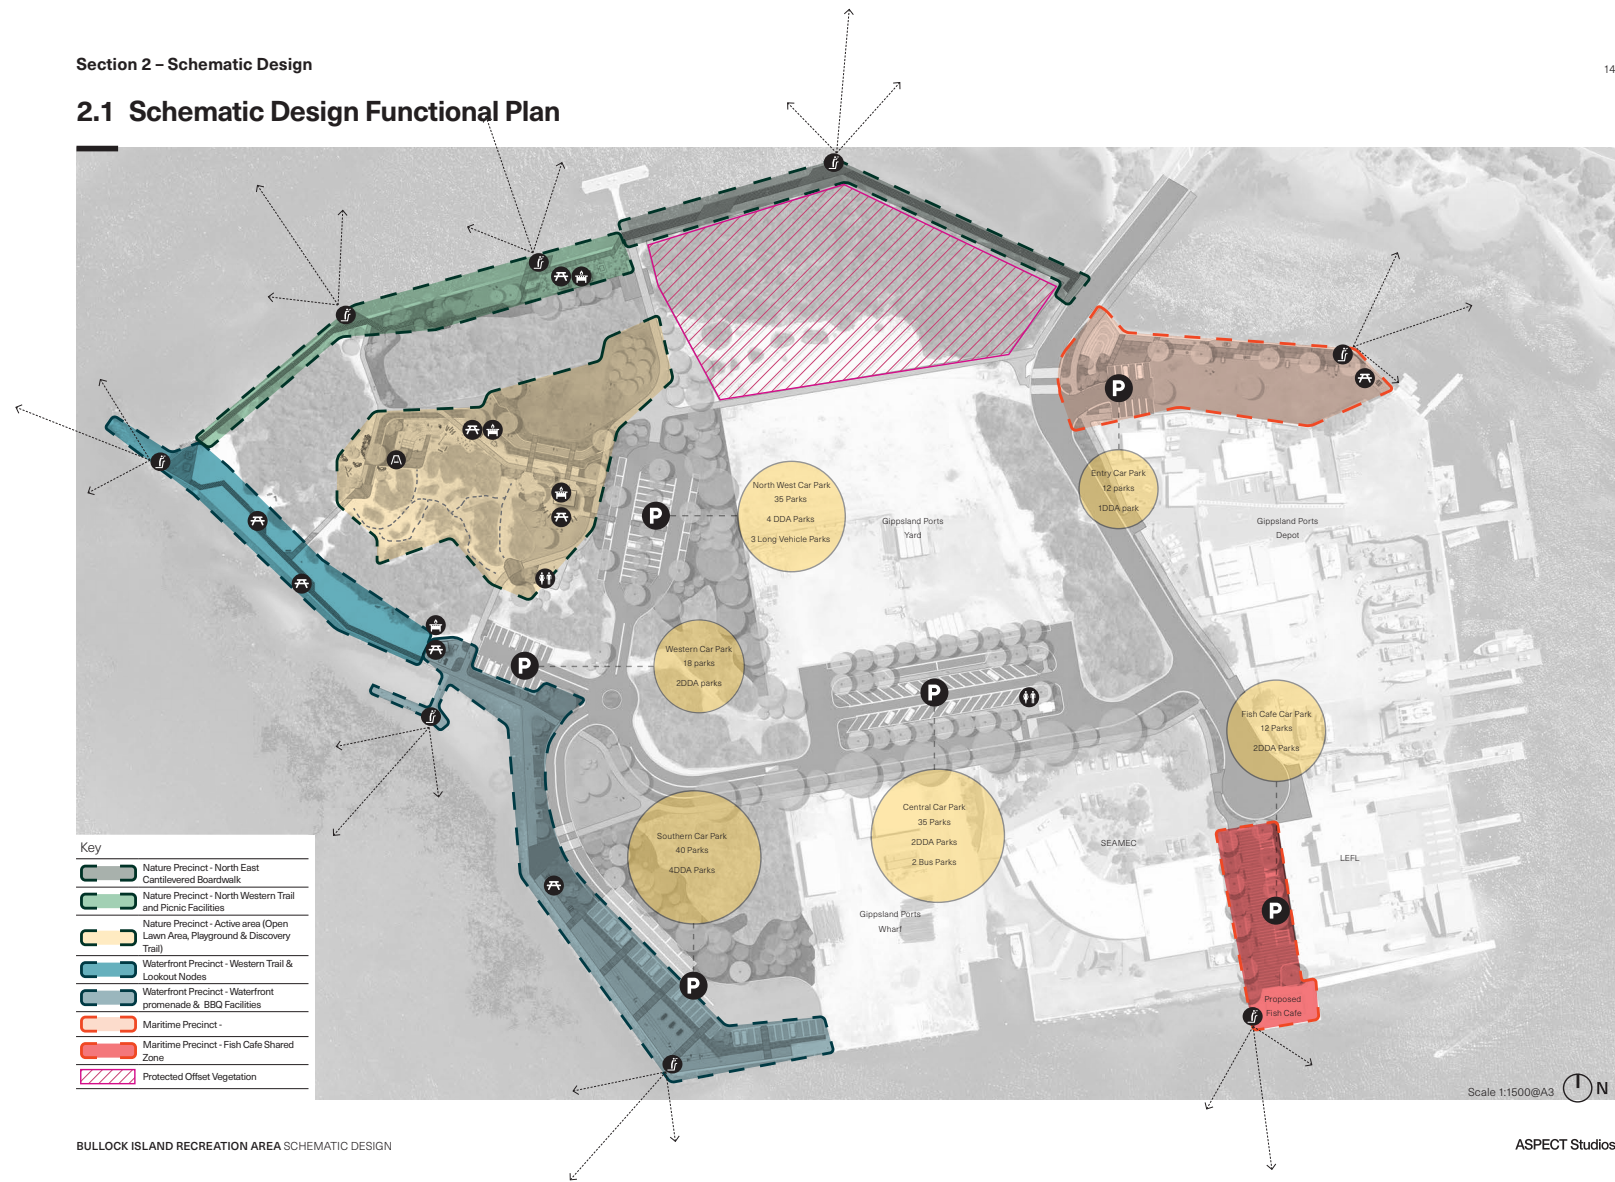 Section 2 – Schematic Design
14
2.1 Schematic Design Functional Plan
North West Car Park
35 Parks
4 DDA Parks
3 Long Vehicle Parks
Entry Car Park
12 parks
1DDA park
Gippsland Ports
Yard
Gippsland Ports
Depot
Western Car Park
18 parks
2DDA parks
Fish Cafe Car Park
12 Parks
2DDA Parks
Southern Car Park
40 Parks
4DDA Parks
Central Car Park
35 Parks
2DDA Parks
2 Bus Parks
SEAMEC
LEFL
Gippsland Ports
Wharf
Proposed
Fish Cafe
P
P
P
P
P
P
Key
Nature Precinct - North East
Cantilevered Boardwalk
Nature Precinct - North Western Trail
and Picnic Facilities
Nature Precinct - Active area (Open
Lawn Area, Playground & Discovery
Trail)
Waterfront Precinct - Western Trail &
Lookout Nodes
Waterfront Precinct - Waterfront
promenade & BBQ Facilities
Maritime Precinct -
Maritime Precinct - Fish Cafe Shared
Zone
Protected Offset Vegetation
Scale 1:1500@A3
N
BULLOCK ISLAND RECREATION AREA SCHEMATIC DESIGN
ASPECT Studios